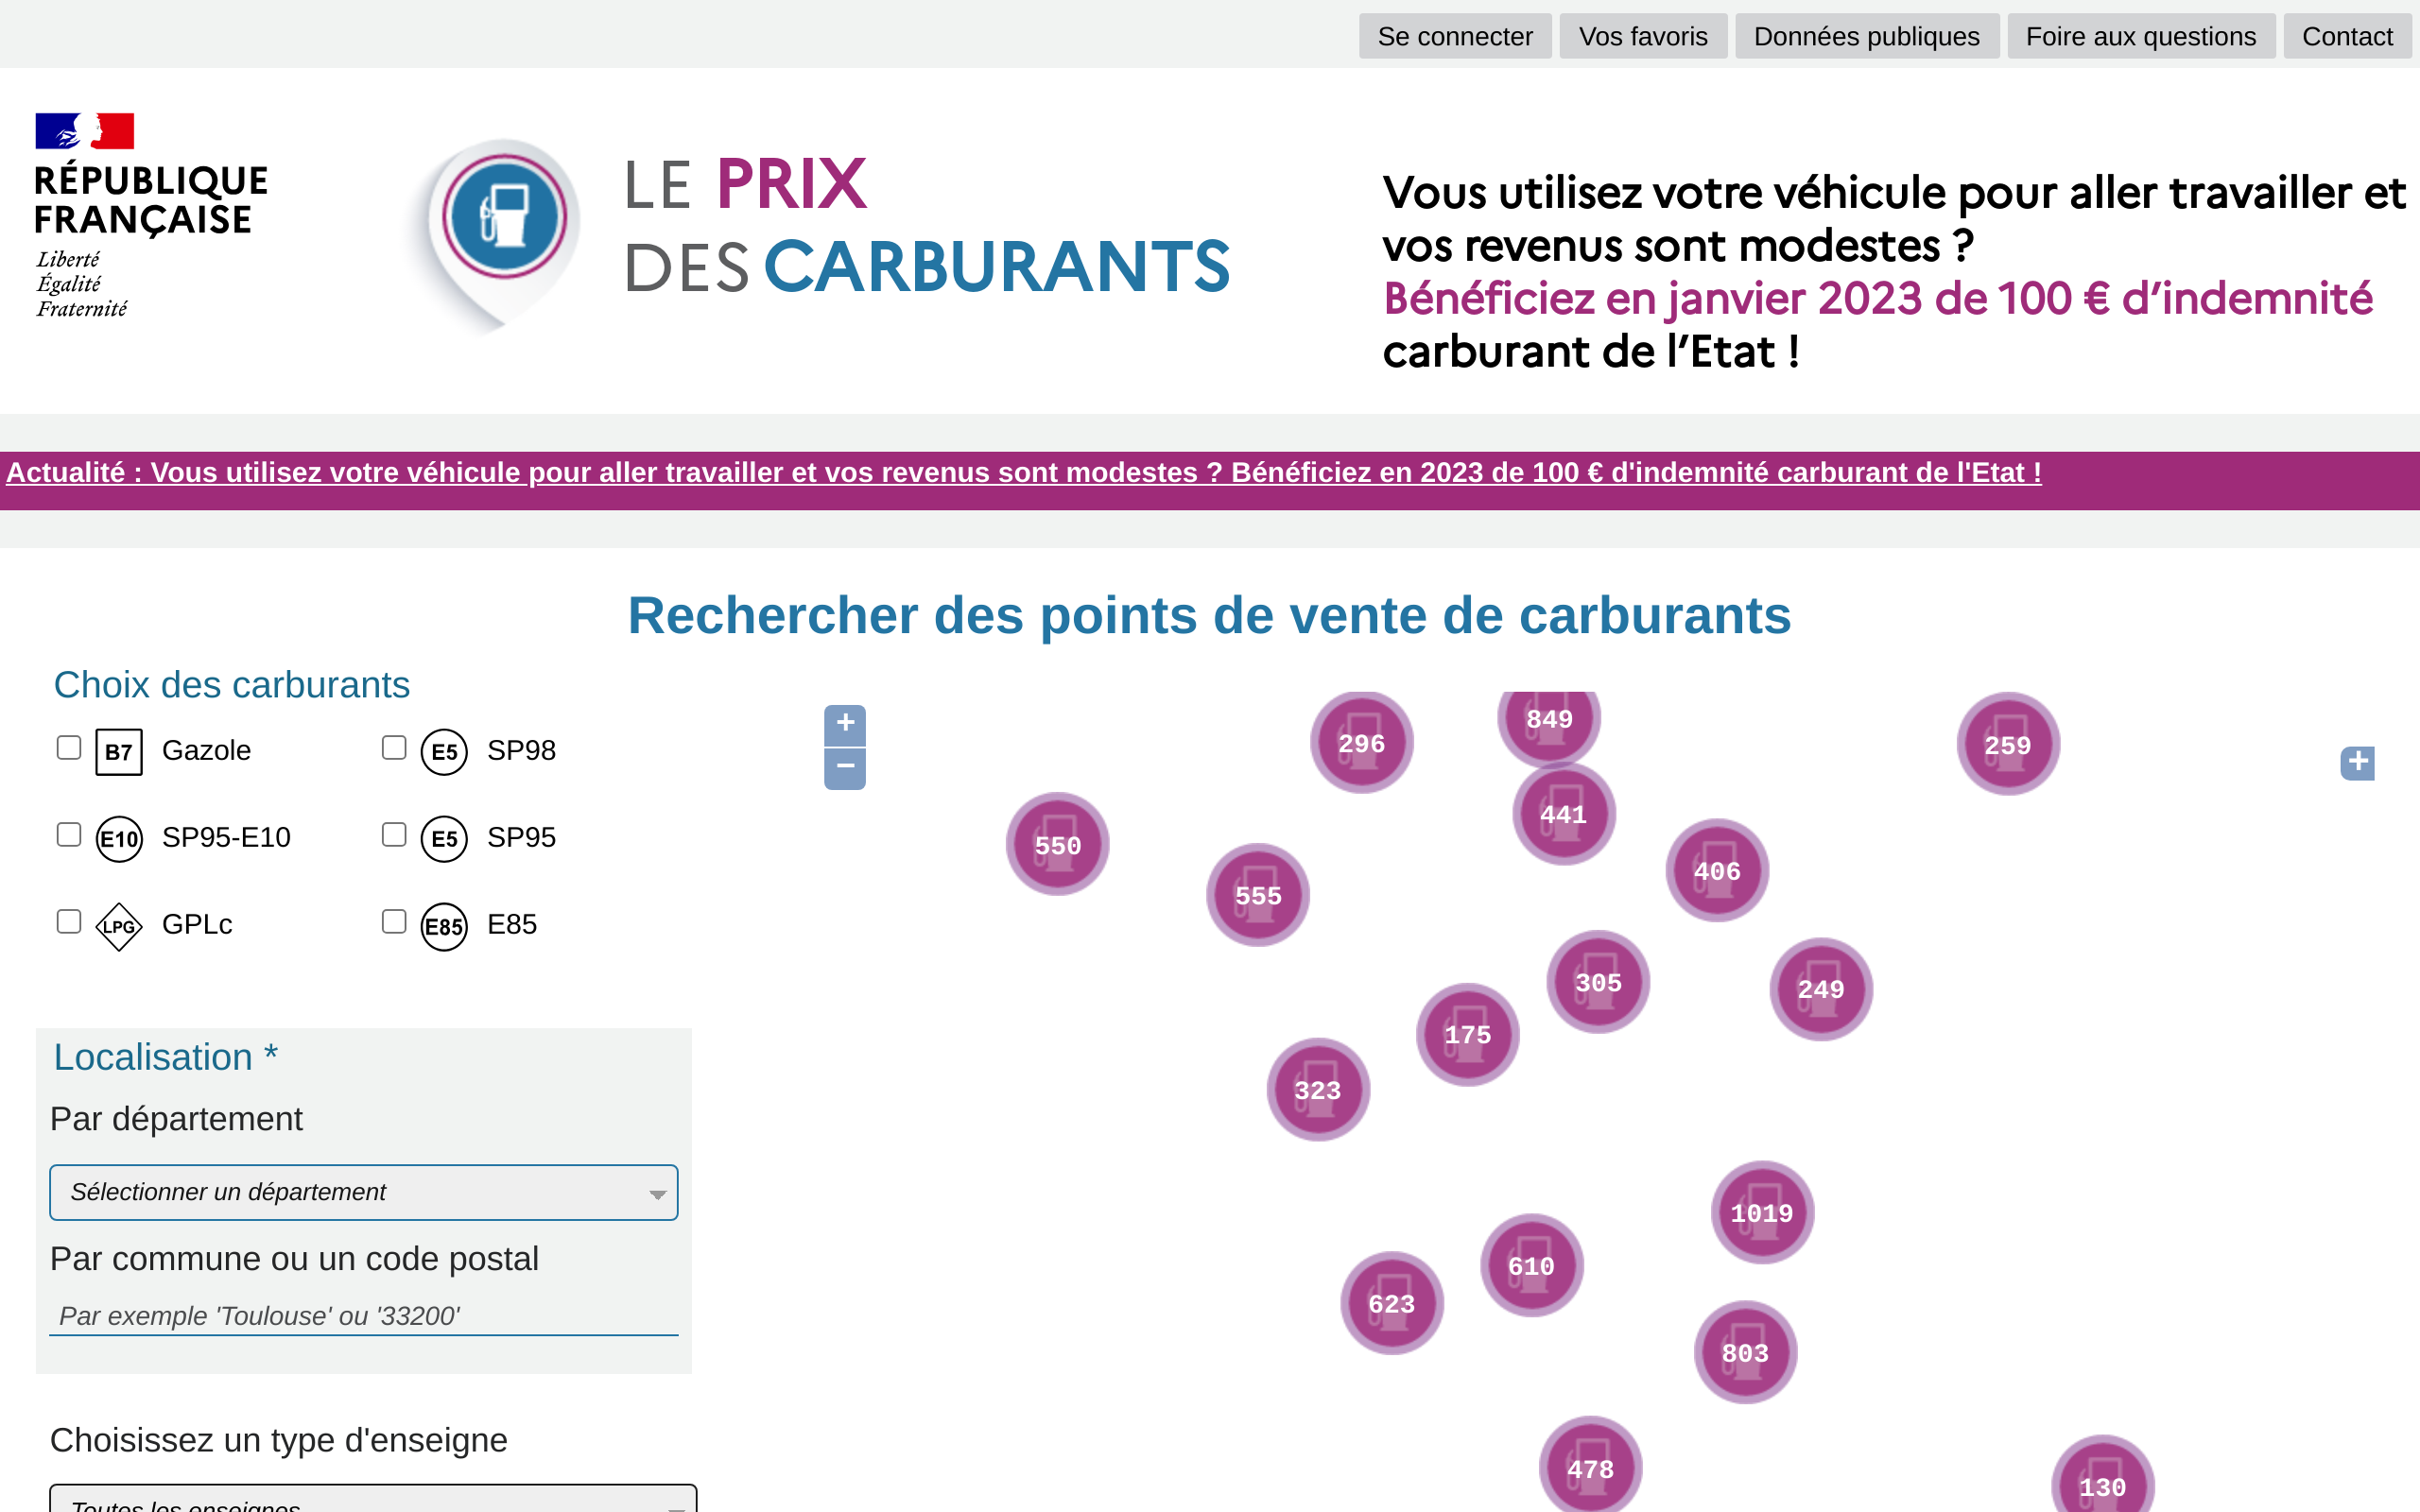 Se connecter Vos favoris Données publiques Foire aux questions Contact
RÉPUBLIQUE
FRANÇAISE
Liberté
Égalité
Fraternité
LE PRIX
DES CARBURANTS
Vous utilisez votre véhicule pour aller travailler et
vos revenus sont modestes ?
Bénéficiez en janvier 2023 de 100 € d’indemnité
carburant de l’Etat !
Actualité : Vous utilisez votre véhicule pour aller travailler et vos revenus sont modestes ? Bénéficiez en 2023 de 100 € d'indemnité carburant de l'Etat !
Rechercher des points de vente de carburants
Choix des carburants
B7 Gazole E5 SP98
E10 SP95-E10 E5 SP95
LPG GPLc E85 E85
Localisation *
Par département
Sélectionner un département
Par commune ou un code postal
Par exemple 'Toulouse' ou '33200'
Choisissez un type d'enseigne
Toutes les enseignes
+
−
+
849
296
259
441
550
406
555
305
249
175
323
1019
610
623
803
478
130